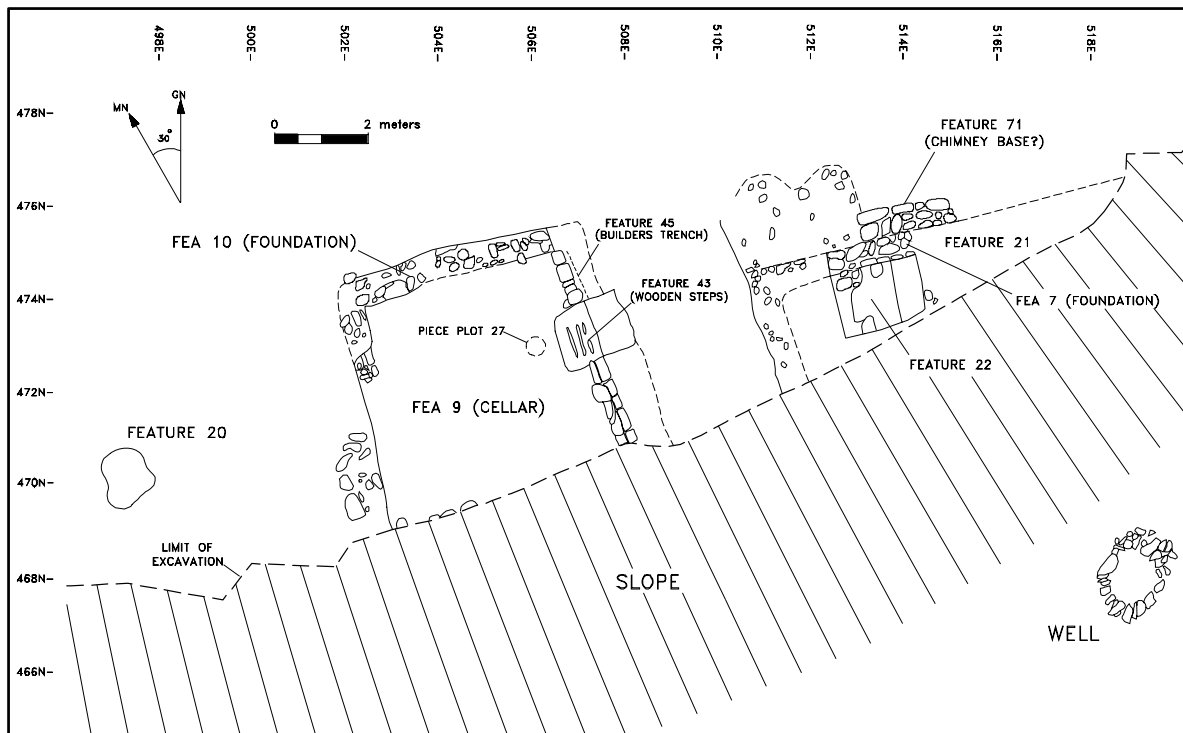 498E-
500E-
502E-
504E-
506E-
508E-
510E-
512E-
514E-
516E-
518E-
478N-
476N-
474N-
472N-
470N-
468N-
466N-
MN
GN
30°
0 2 meters
FEATURE 71
(CHIMNEY BASE?)
FEA 10 (FOUNDATION)
FEATURE 45
(BUILDERS TRENCH)
FEATURE 21
FEATURE 43
(WOODEN STEPS)
FEA 7 (FOUNDATION)
PIECE PLOT 27
FEATURE 22
FEA 9 (CELLAR)
FEATURE 20
LIMIT OF
EXCAVATION
SLOPE
WELL